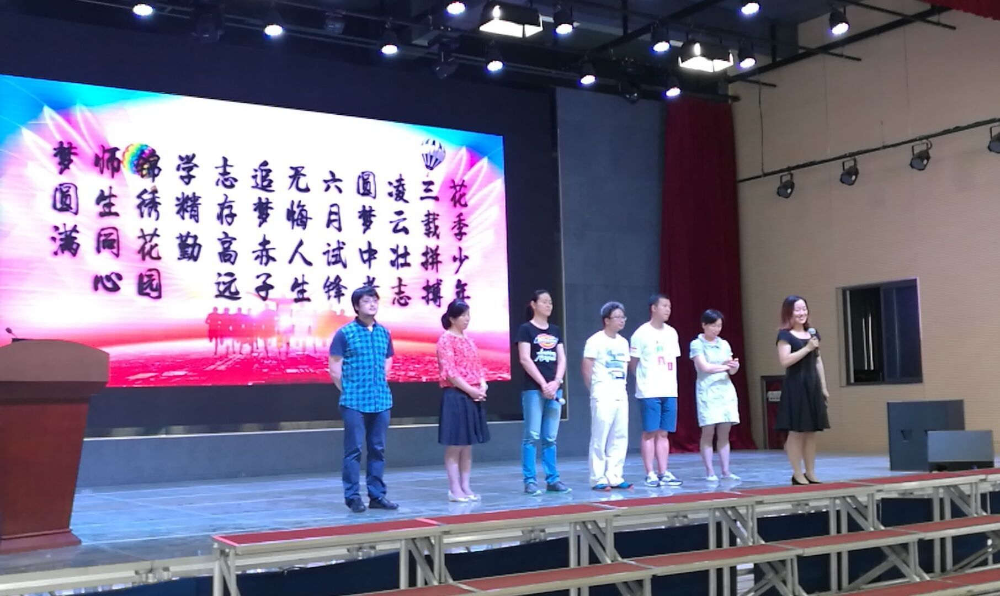 花季少年
三载拼搏
凌云壮志
圆梦中考
六月试锋
无悔人生
追梦赤子
志存高远
学精勤
锦绣花园
师生同心
梦圆满